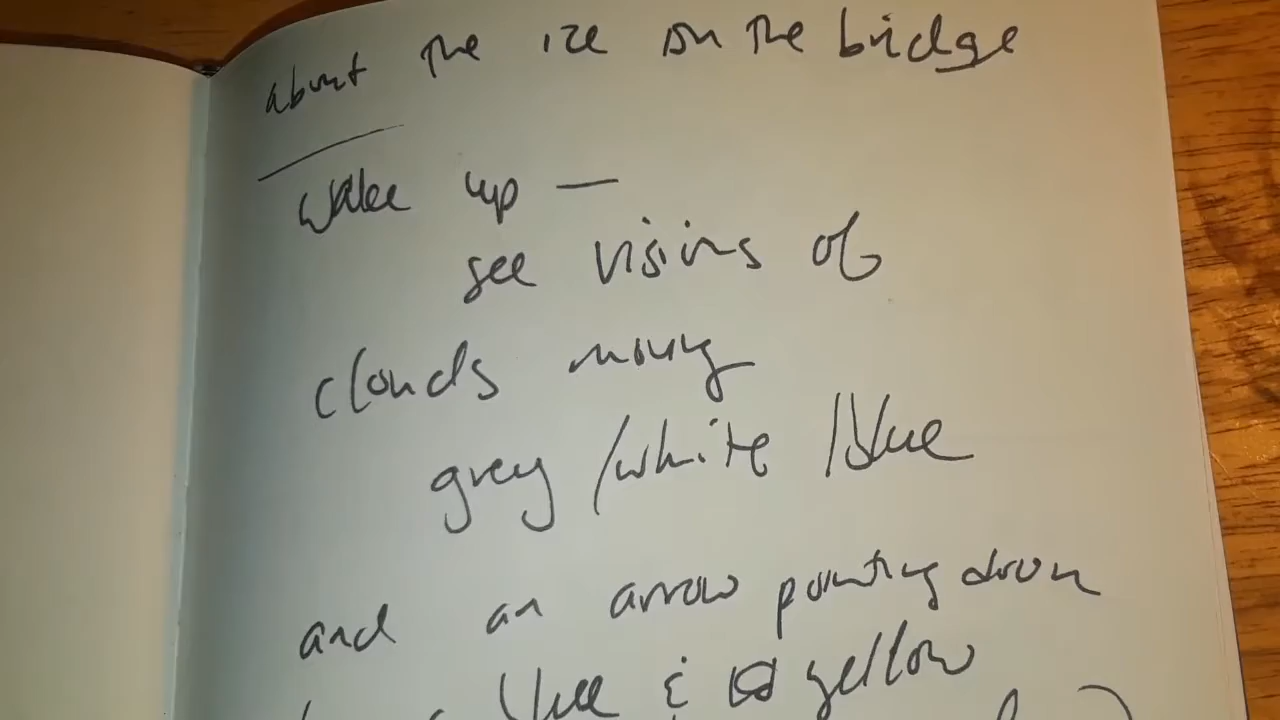 about the ice on the bridge
wake up —
see visions of
clouds moving
grey /white /blue
and an arrow pointing down
blue & yellow